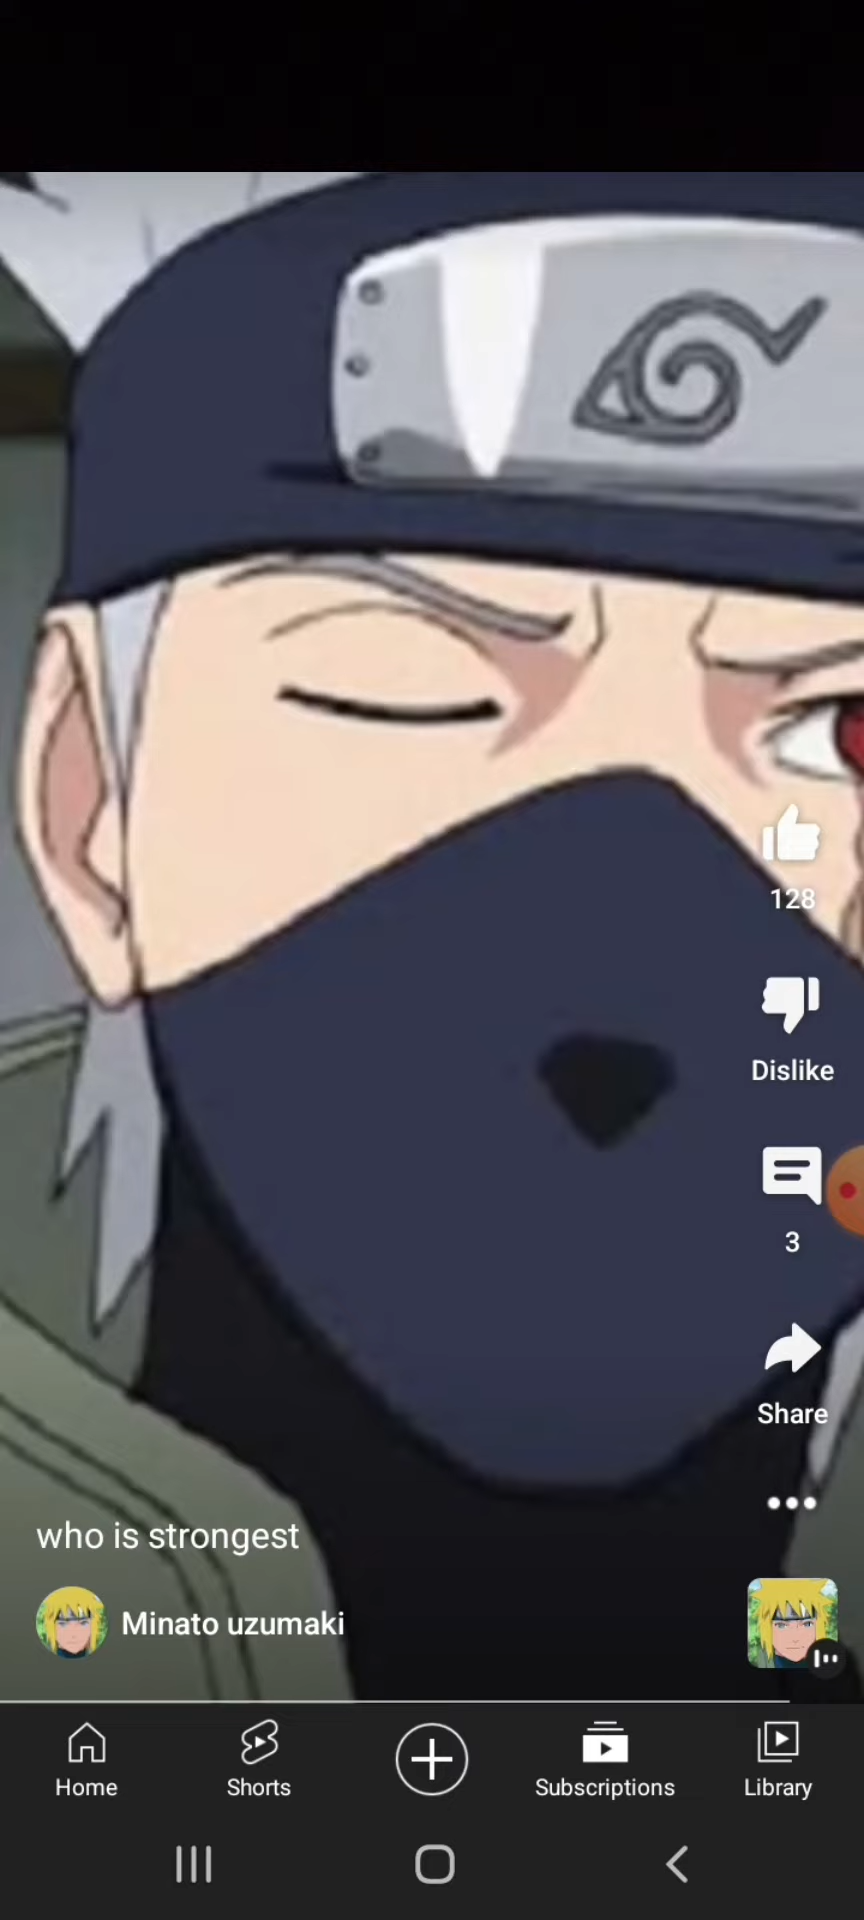 128
Dislike
3
Share
who is strongest
Minato uzumaki
Home
Shorts
Subscriptions
Library